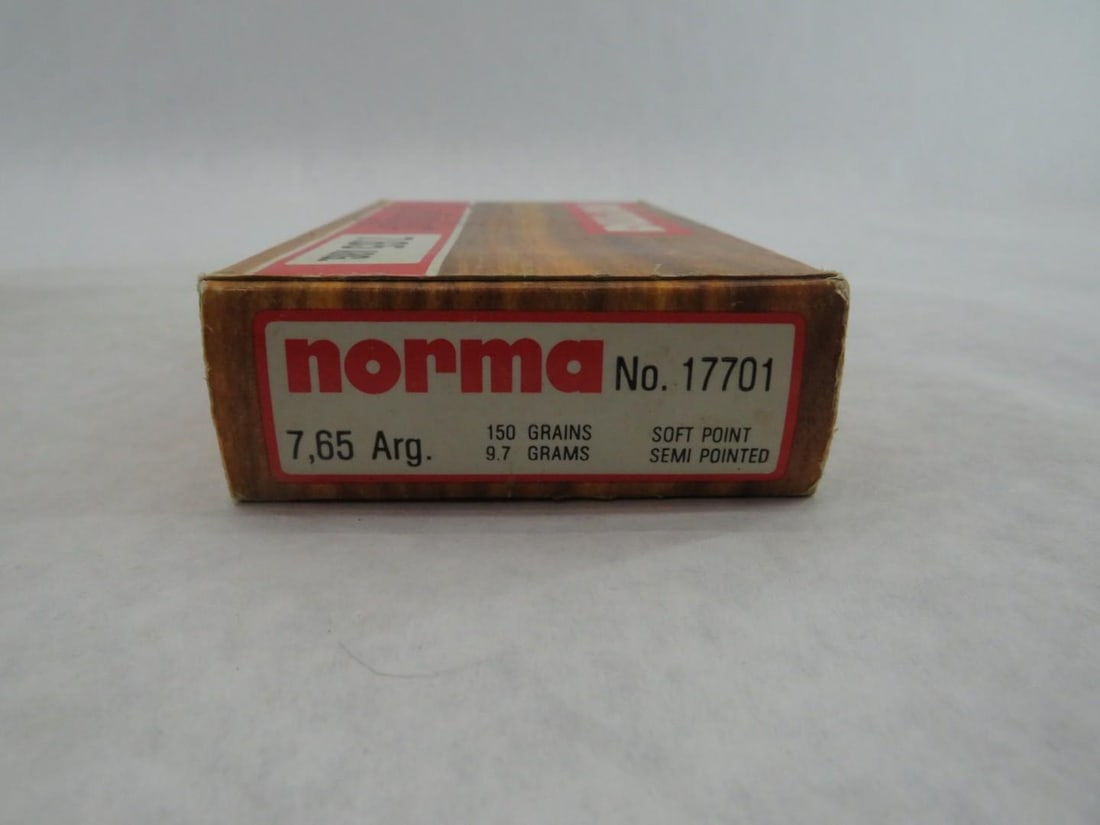 norma No. 17701
7,65 Arg.
150 GRAINS
9.7 GRAMS
SOFT POINT
SEMI POINTED